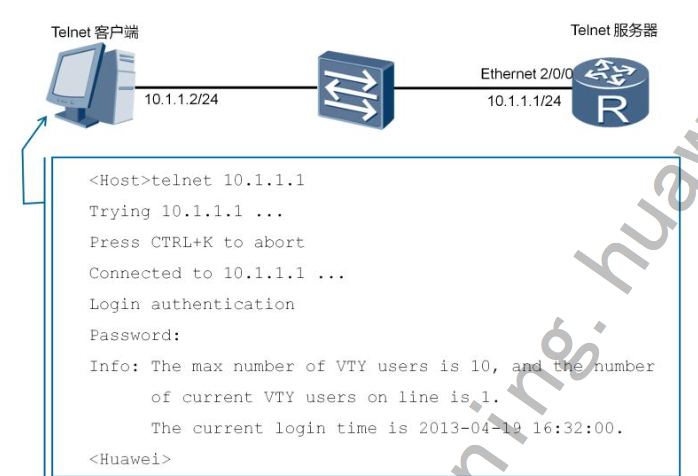 Telnet 客户端
Telnet 服务器
Ethernet 2/0/0
10.1.1.2/24
10.1.1.1/24
R
<Host>telnet 10.1.1.1
Trying 10.1.1.1 ...
Press CTRL+K to abort
Connected to 10.1.1.1 ...
Login authentication
Password:
Info: The max number of VTY users is 10, and the number
of current VTY users on line is 1.
The current login time is 2013-04-19 16:32:00.
<Huawei>